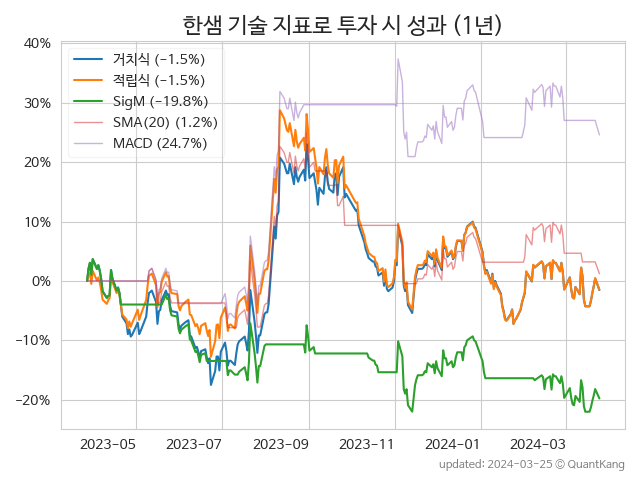 한샘 기술 지표로 투자 시 성과 (1년)
40%
30%
20%
10%
0%
−10%
−20%
거치식 (−1.5%)
적립식 (−1.5%)
SigM (−19.8%)
SMA(20) (1.2%)
MACD (24.7%)
2023−05
2023−07
2023−09
2023−11
2024−01
2024−03
updated: 2024−03−25 © QuantKang